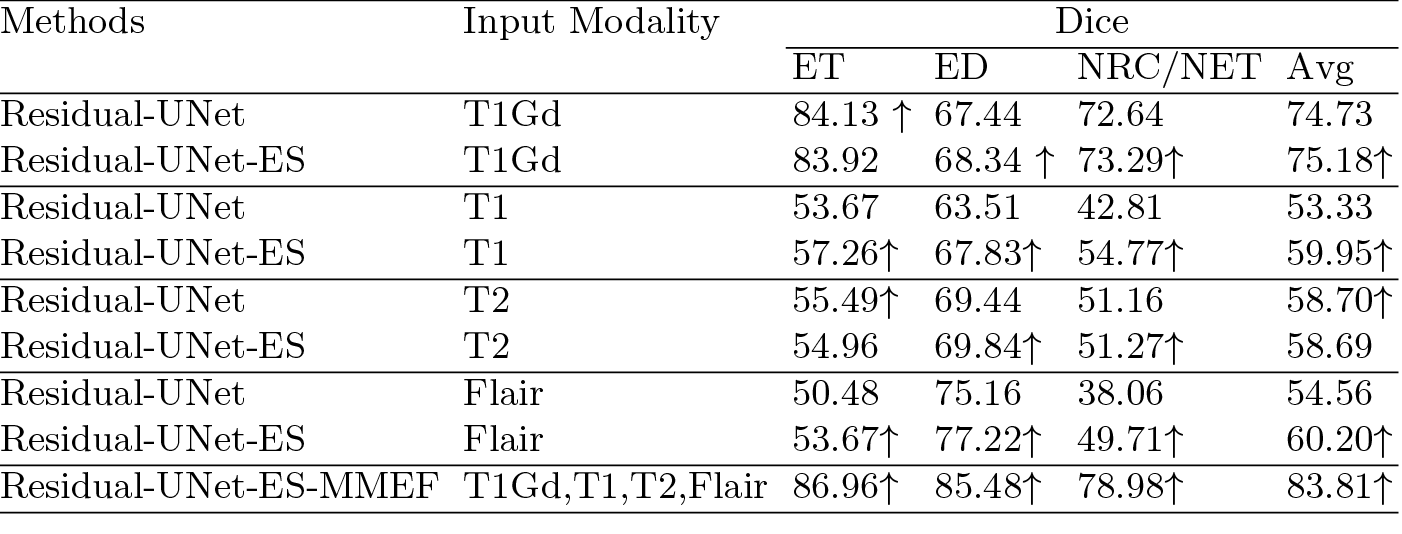 Methods Input Modality Dice
ET ED NRC/NET Avg
Residual-UNet T1Gd 84.13 ↑ 67.44 72.64 74.73
Residual-UNet-ES T1Gd 83.92 68.34 ↑ 73.29↑ 75.18↑
Residual-UNet T1 53.67 63.51 42.81 53.33
Residual-UNet-ES T1 57.26↑ 67.83↑ 54.77↑ 59.95↑
Residual-UNet T2 55.49↑ 69.44 51.16 58.70↑
Residual-UNet-ES T2 54.96 69.84↑ 51.27↑ 58.69
Residual-UNet Flair 50.48 75.16 38.06 54.56
Residual-UNet-ES Flair 53.67↑ 77.22↑ 49.71↑ 60.20↑
Residual-UNet-ES-MMEF T1Gd,T1,T2,Flair 86.96↑ 85.48↑ 78.98↑ 83.81↑